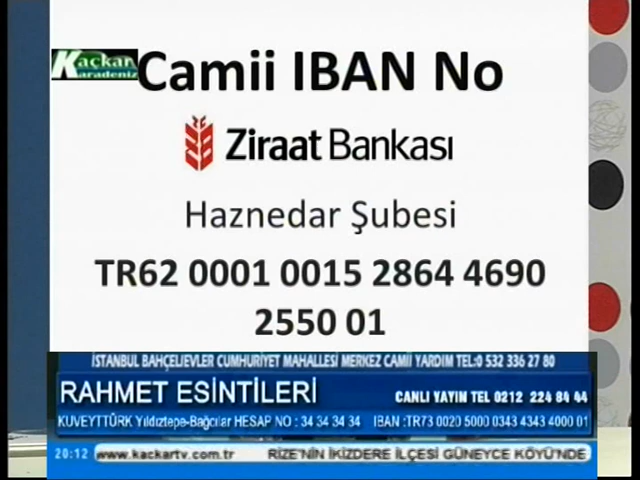 Kaçkar
Karadeniz
Camii IBAN No
Ziraat Bankası
Haznedar Şubesi
TR62 0001 0015 2864 4690
2550 01
İSTANBUL BAHÇELİEVLER CUMHURİYET MAHALLESİ MERKEZ CAMİİ YARDIM TEL:0 532 336 27 80
RAHMET ESİNTİLERİ
CANLI YAYIN TEL 0212 224 84 44
KUVEYTTÜRK Yıldıztepe-Bağcılar HESAP NO : 34 34 34 34 IBAN :TR73 0020 5000 0343 4343 4000 01
20:12 www.kackartv.com.tr RİZE'NİN İKİZDERE İLÇESİ GÜNEYCE KÖYÜ'NDE